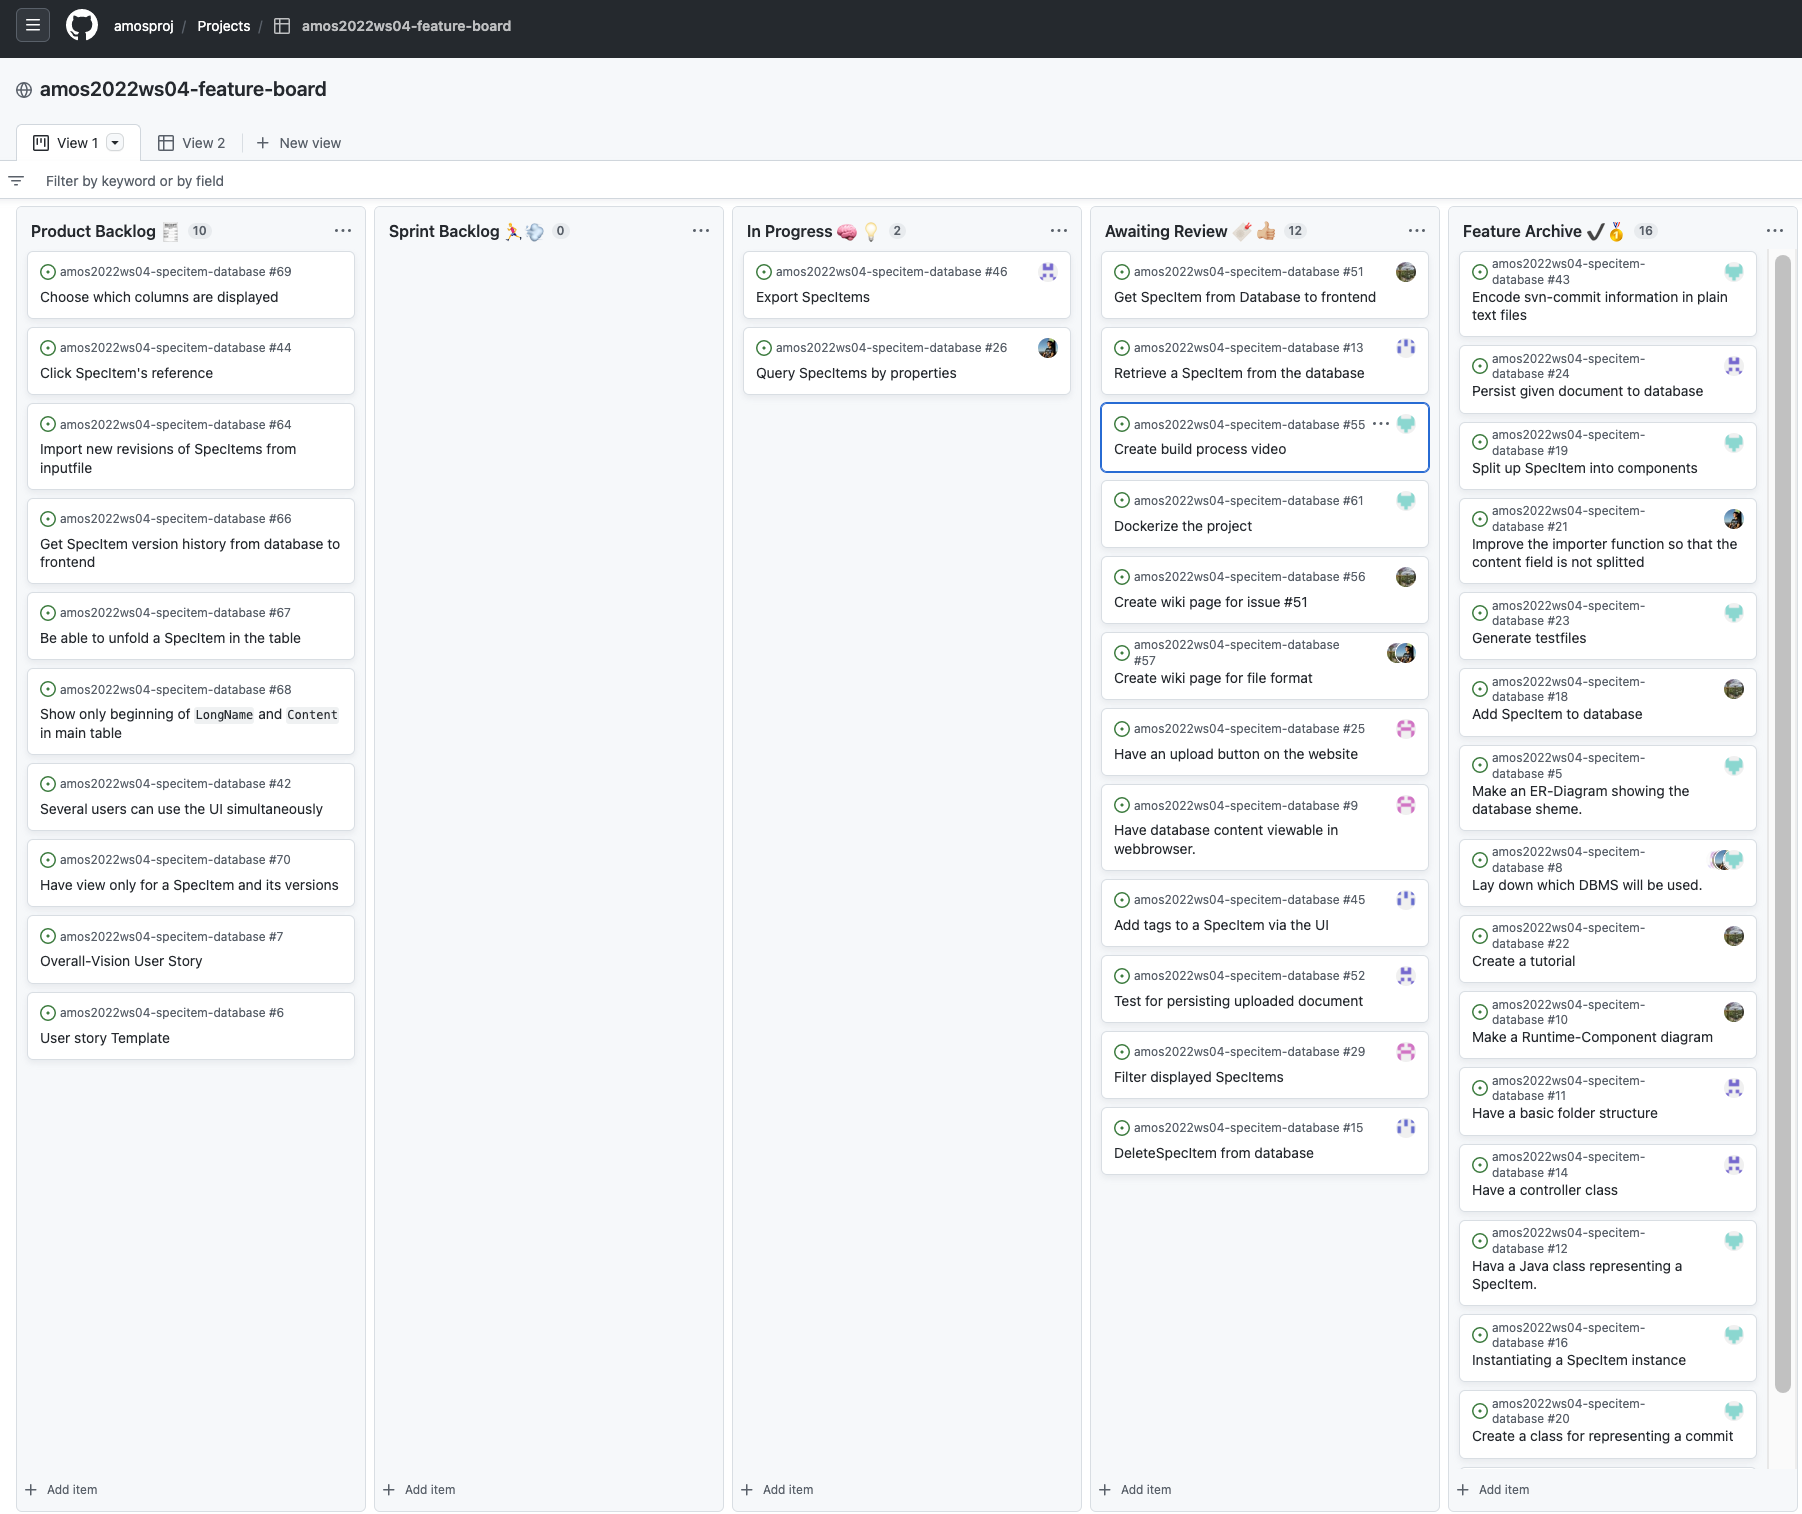 amosproj / Projects / amos2022ws04-feature-board
amos2022ws04-feature-board
View 1
View 2
New view
Filter by keyword or by field
Product Backlog 10
amos2022ws04-specitem-database #69
Choose which columns are displayed
amos2022ws04-specitem-database #44
Click SpecItem's reference
amos2022ws04-specitem-database #64
Import new revisions of SpecItems from
inputfile
amos2022ws04-specitem-database #66
Get SpecItem version history from database to
frontend
amos2022ws04-specitem-database #67
Be able to unfold a SpecItem in the table
amos2022ws04-specitem-database #68
Show only beginning of LongName and Content
in main table
amos2022ws04-specitem-database #42
Several users can use the UI simultaneously
amos2022ws04-specitem-database #70
Have view only for a SpecItem and its versions
amos2022ws04-specitem-database #7
Overall-Vision User Story
amos2022ws04-specitem-database #6
User story Template
Add item
Sprint Backlog 0
Add item
In Progress 2
amos2022ws04-specitem-database #46
Export SpecItems
amos2022ws04-specitem-database #26
Query SpecItems by properties
Add item
Awaiting Review 12
amos2022ws04-specitem-database #51
Get SpecItem from Database to frontend
amos2022ws04-specitem-database #13
Retrieve a SpecItem from the database
amos2022ws04-specitem-database #55
Create build process video
amos2022ws04-specitem-database #61
Dockerize the project
amos2022ws04-specitem-database #56
Create wiki page for issue #51
amos2022ws04-specitem-database
#57
Create wiki page for file format
amos2022ws04-specitem-database #25
Have an upload button on the website
amos2022ws04-specitem-database #9
Have database content viewable in
webbrowser.
amos2022ws04-specitem-database #45
Add tags to a SpecItem via the UI
amos2022ws04-specitem-database #52
Test for persisting uploaded document
amos2022ws04-specitem-database #29
Filter displayed SpecItems
amos2022ws04-specitem-database #15
DeleteSpecItem from database
Add item
Feature Archive 16
amos2022ws04-specitem-
database #43
Encode svn-commit information in plain
text files
amos2022ws04-specitem-
database #24
Persist given document to database
amos2022ws04-specitem-
database #19
Split up SpecItem into components
amos2022ws04-specitem-
database #21
Improve the importer function so that the
content field is not splitted
amos2022ws04-specitem-
database #23
Generate testfiles
amos2022ws04-specitem-
database #18
Add SpecItem to database
amos2022ws04-specitem-
database #5
Make an ER-Diagram showing the
database sheme.
amos2022ws04-specitem-
database #8
Lay down which DBMS will be used.
amos2022ws04-specitem-
database #22
Create a tutorial
amos2022ws04-specitem-
database #10
Make a Runtime-Component diagram
amos2022ws04-specitem-
database #11
Have a basic folder structure
amos2022ws04-specitem-
database #14
Have a controller class
amos2022ws04-specitem-
database #12
Hava a Java class representing a
SpecItem.
amos2022ws04-specitem-
database #16
Instantiating a SpecItem instance
amos2022ws04-specitem-
database #20
Create a class for representing a commit
Add item